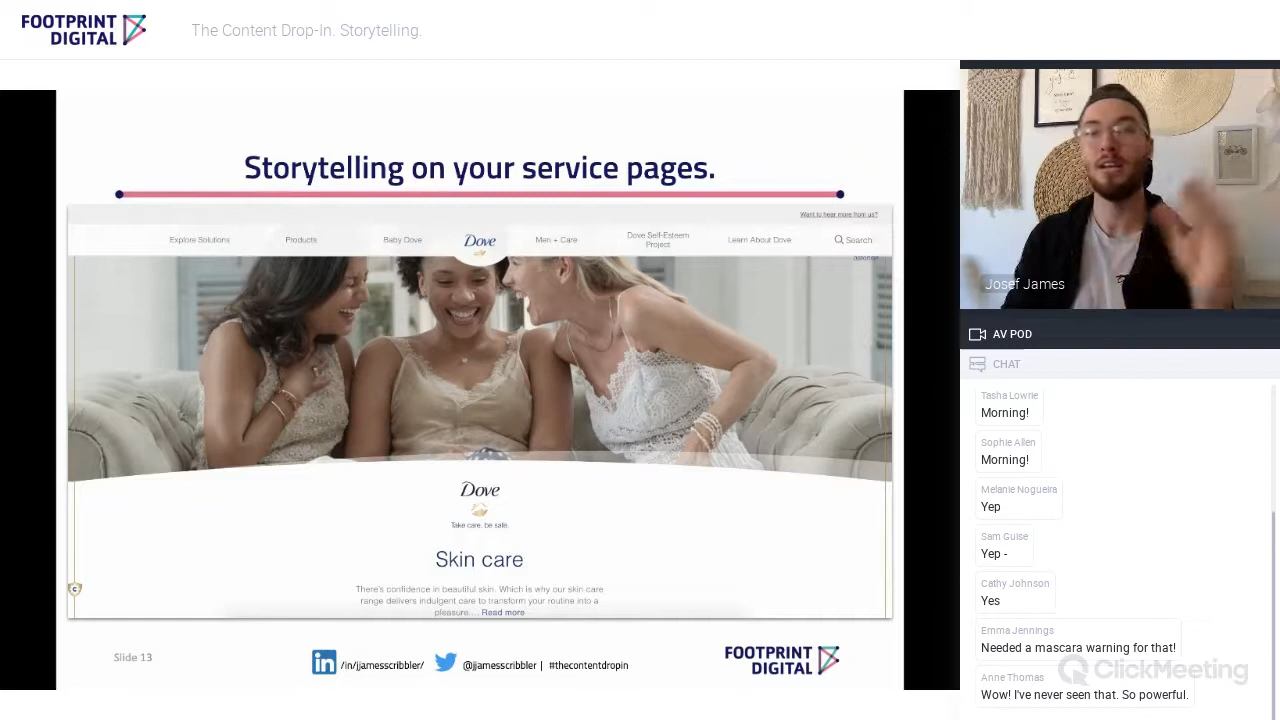 FOOTPRINT
DIGITAL
The Content Drop-In. Storytelling.
Storytelling on your service pages.
Want to hear more from us?
Explore Solutions
Products
Baby Dove
Dove
Men + Care
Dove Self-Esteem
Project
Learn About Dove
Search
Dove
Take care. be safe.
Skin care
There's confidence in beautiful skin. Which is why our skin care
range delivers indulgent care to transform your routine into a
pleasure.... Read more
Slide 13
/in/jjamesscribbler/
@jjamesscribbler | #thecontentdropin
FOOTPRINT
DIGITAL
Josef James
AV POD
CHAT
Tasha Lowrie
Morning!
Sophie Allen
Morning!
Melanie Nogueira
Yep
Sam Guise
Yep -
Cathy Johnson
Yes
Emma Jennings
Needed a mascara warning for that!
Anne Thomas
Wow! I've never seen that. So powerful.
ClickMeeting